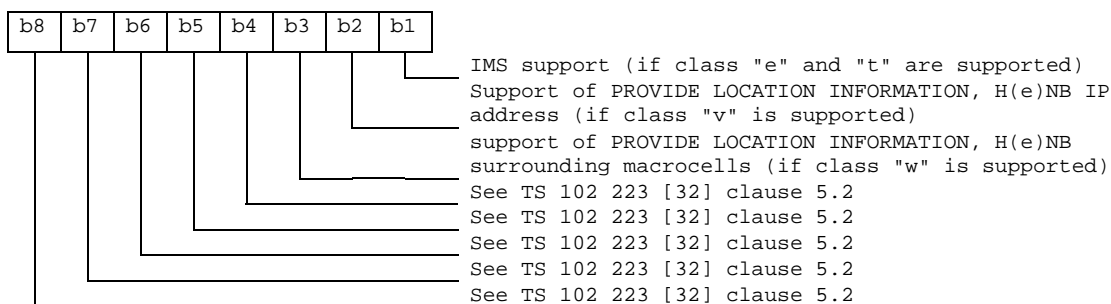 b8 b7 b6 b5 b4 b3 b2 b1
IMS support (if class "e" and "t" are supported)
Support of PROVIDE LOCATION INFORMATION, H(e)NB IP
address (if class "v" is supported)
support of PROVIDE LOCATION INFORMATION, H(e)NB
surrounding macrocells (if class "w" is supported)
See TS 102 223 [32] clause 5.2
See TS 102 223 [32] clause 5.2
See TS 102 223 [32] clause 5.2
See TS 102 223 [32] clause 5.2
See TS 102 223 [32] clause 5.2